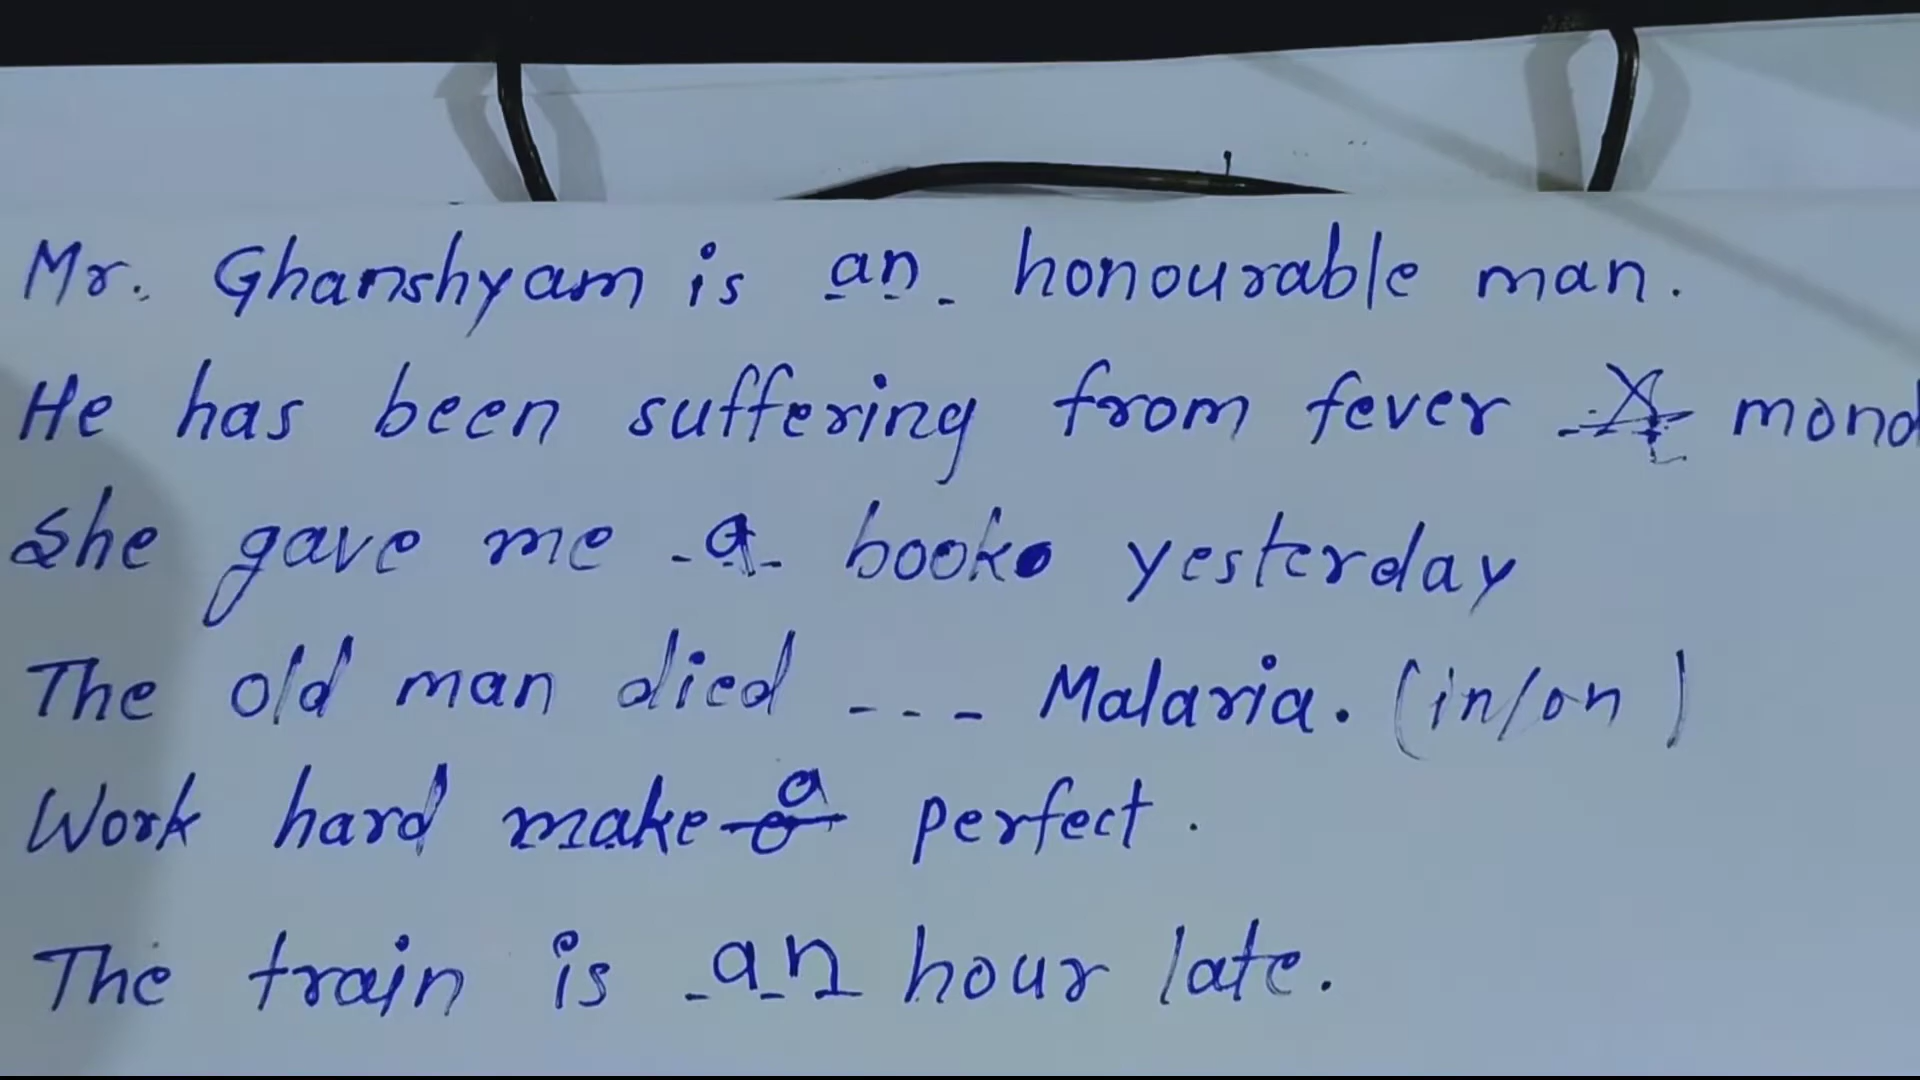 Mr. Ghanshyam is an honourable man.
He has been suffering from fever mond
She gave me a book yesterday
The old man died --- Malaria. (in/on)
Work hard make a perfect.
The train is an hour late.